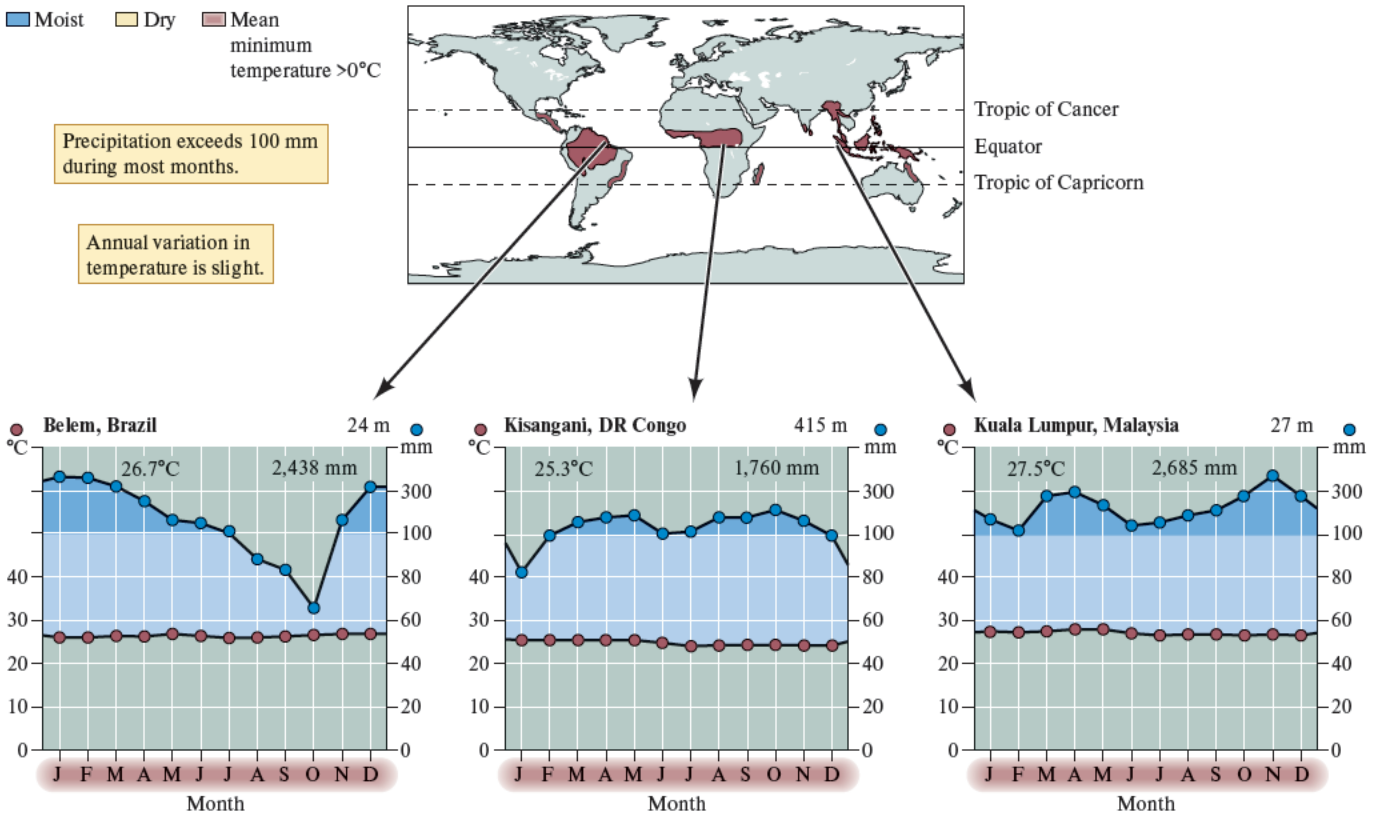 Moist
Dry
Mean
minimum
temperature >0°C
Precipitation exceeds 100 mm
during most months.
Annual variation in
temperature is slight.
Tropic of Cancer
Equator
Tropic of Capricorn
Belem, Brazil 24 m
°C mm
26.7°C 2,438 mm
300
100
40 80
30 60
20 40
10 20
0 0
J F M A M J J A S O N D
Month
Kisangani, DR Congo 415 m
°C mm
25.3°C 1,760 mm
300
100
40 80
30 60
20 40
10 20
0 0
J F M A M J J A S O N D
Month
Kuala Lumpur, Malaysia 27 m
°C mm
27.5°C 2,685 mm
300
100
40 80
30 60
20 40
10 20
0 0
J F M A M J J A S O N D
Month